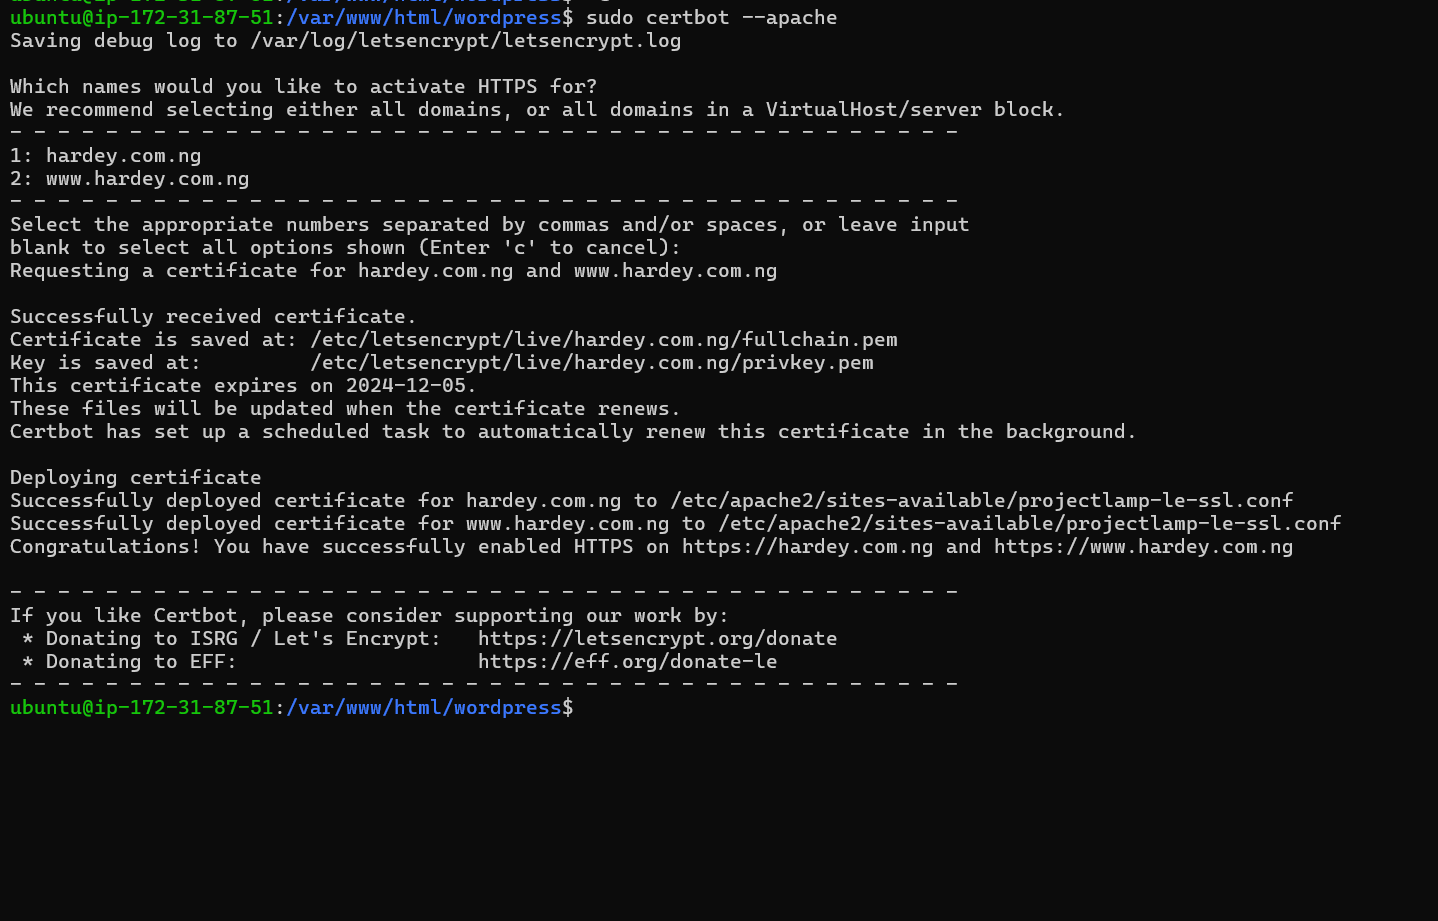 ubuntu@ip-172-31-87-51:/var/www/html/wordpress$ sudo certbot --apache
Saving debug log to /var/log/letsencrypt/letsencrypt.log
Which names would you like to activate HTTPS for?
We recommend selecting either all domains, or all domains in a VirtualHost/server block.
- - - - - - - - - - - - - - - - - - - - - - - - - - - - - - - - - - - - - - - -
1: hardey.com.ng
2: www.hardey.com.ng
- - - - - - - - - - - - - - - - - - - - - - - - - - - - - - - - - - - - - - - -
Select the appropriate numbers separated by commas and/or spaces, or leave input
blank to select all options shown (Enter 'c' to cancel):
Requesting a certificate for hardey.com.ng and www.hardey.com.ng
Successfully received certificate.
Certificate is saved at: /etc/letsencrypt/live/hardey.com.ng/fullchain.pem
Key is saved at:         /etc/letsencrypt/live/hardey.com.ng/privkey.pem
This certificate expires on 2024-12-05.
These files will be updated when the certificate renews.
Certbot has set up a scheduled task to automatically renew this certificate in the background.
Deploying certificate
Successfully deployed certificate for hardey.com.ng to /etc/apache2/sites-available/projectlamp-le-ssl.conf
Successfully deployed certificate for www.hardey.com.ng to /etc/apache2/sites-available/projectlamp-le-ssl.conf
Congratulations! You have successfully enabled HTTPS on https://hardey.com.ng and https://www.hardey.com.ng
- - - - - - - - - - - - - - - - - - - - - - - - - - - - - - - - - - - - - - - -
If you like Certbot, please consider supporting our work by:
 * Donating to ISRG / Let's Encrypt:   https://letsencrypt.org/donate
 * Donating to EFF:                    https://eff.org/donate-le
- - - - - - - - - - - - - - - - - - - - - - - - - - - - - - - - - - - - - - - -
ubuntu@ip-172-31-87-51:/var/www/html/wordpress$